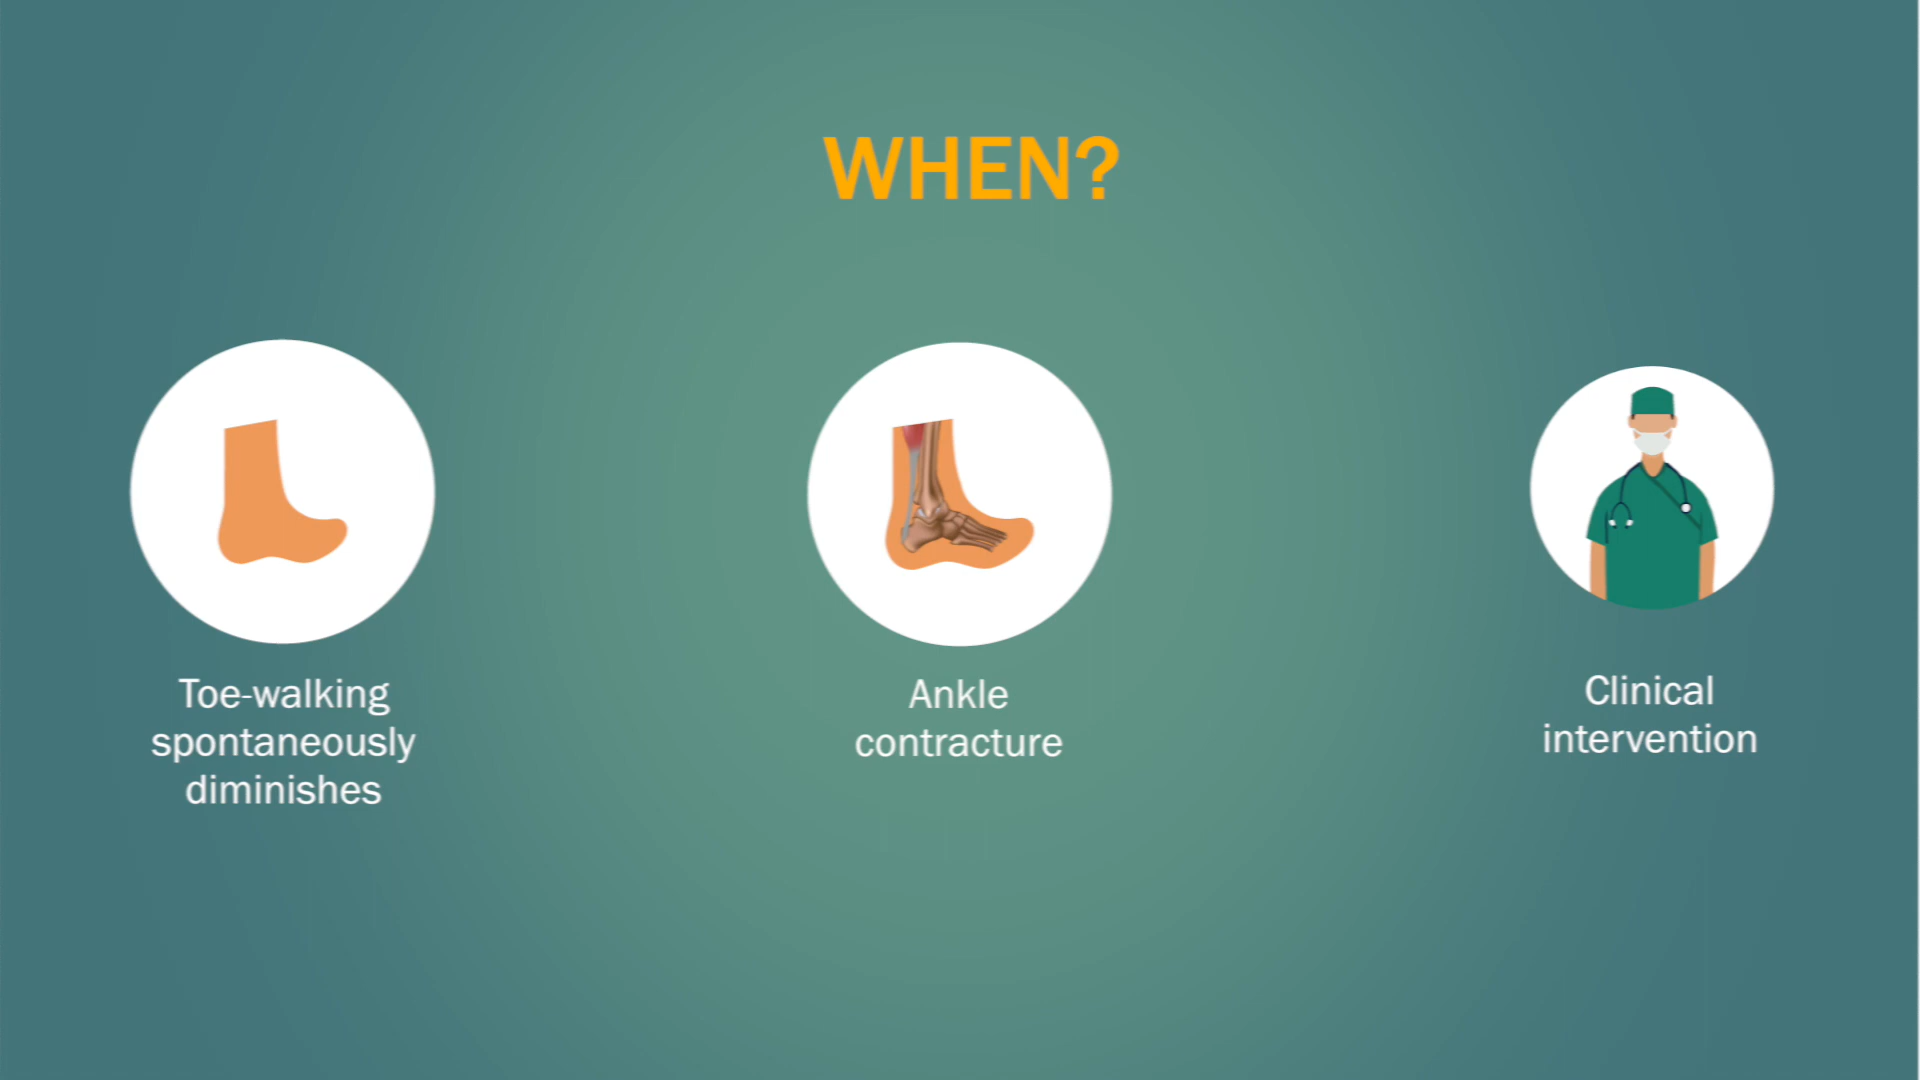 WHEN?
Toe-walking
spontaneously
diminishes
Ankle
contracture
Clinical
intervention